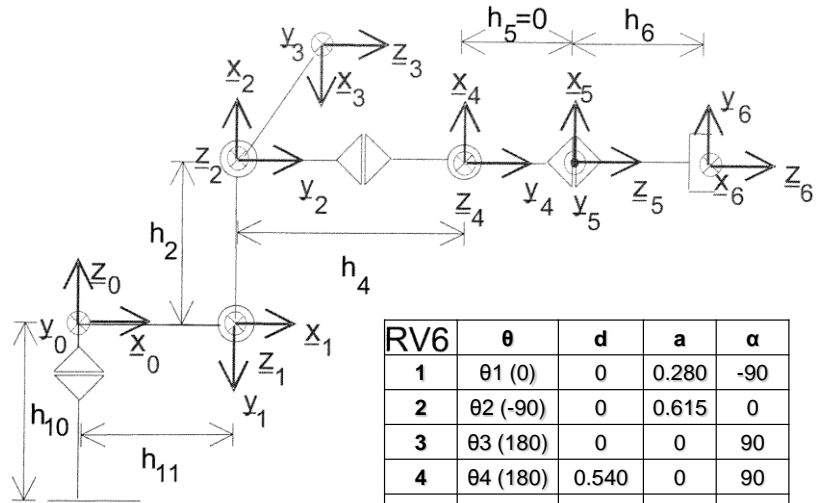 h5=0
h6
y3
z3
x3
x2
x4
x5
y6
z2
y2
z4
y4
y5
z5
x6
z6
h2
h4
z0
y0
x0
x1
z1
y1
h10
h11
RV6 θ d a α
1 θ1 (0) 0 0.280 -90
2 θ2 (-90) 0 0.615 0
3 θ3 (180) 0 0 90
4 θ4 (180) 0.540 0 90